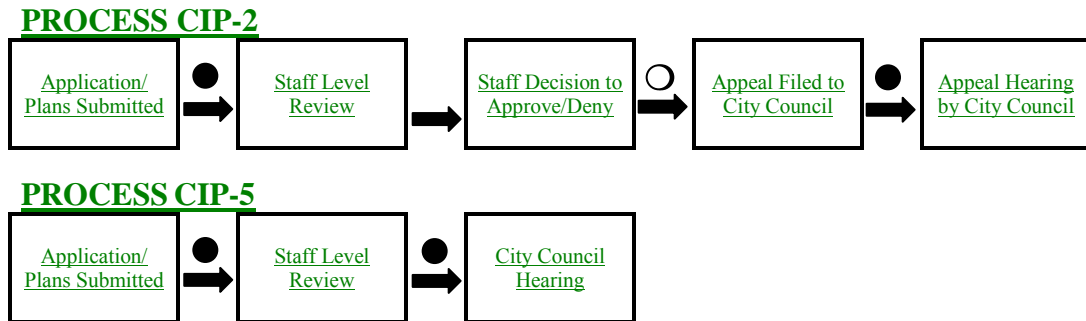 PROCESS CIP-2
Application/
Plans Submitted
Staff Level
Review
Staff Decision to
Approve/Deny
Appeal Filed to
City Council
Appeal Hearing
by City Council
PROCESS CIP-5
Application/
Plans Submitted
Staff Level
Review
City Council
Hearing